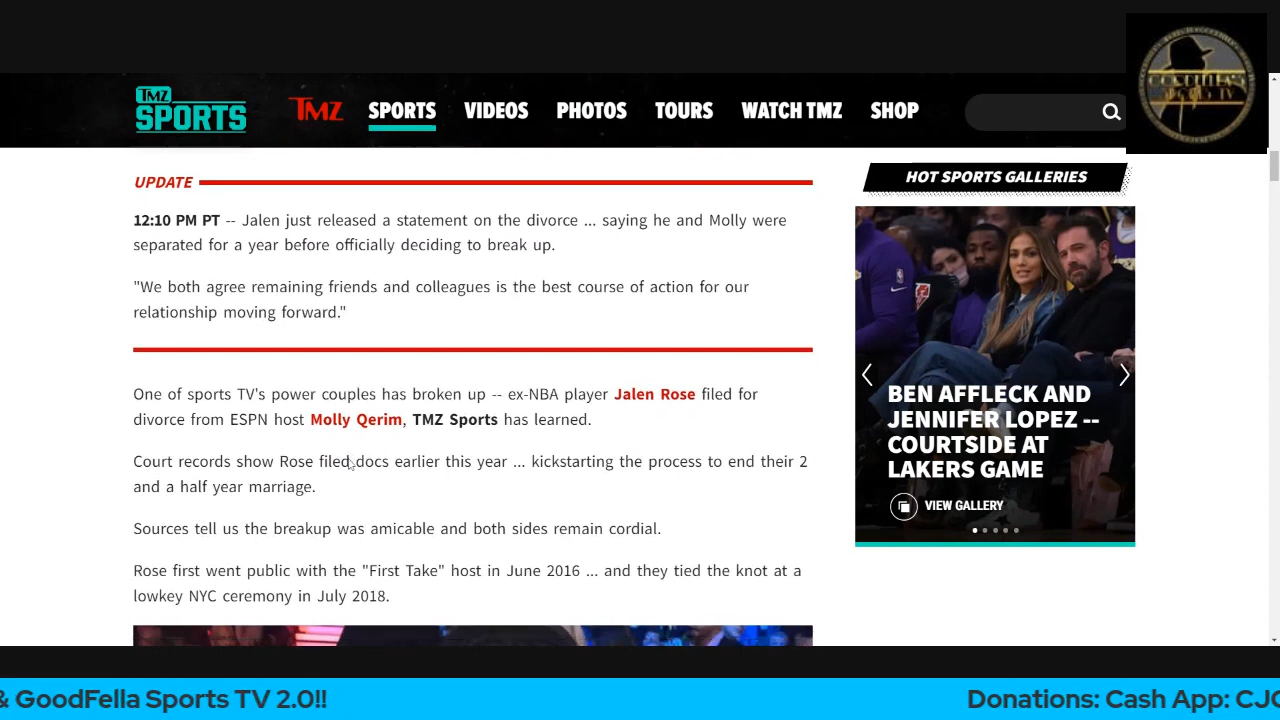 TMZ
SPORTS
TMZ SPORTS VIDEOS PHOTOS TOURS WATCH TMZ SHOP
GOODFELLA'S
SPORTS TV
UPDATE
12:10 PM PT -- Jalen just released a statement on the divorce ... saying he and Molly were
separated for a year before officially deciding to break up.
"We both agree remaining friends and colleagues is the best course of action for our
relationship moving forward."
One of sports TV's power couples has broken up -- ex-NBA player Jalen Rose filed for
divorce from ESPN host Molly Qerim, TMZ Sports has learned.
Court records show Rose filed docs earlier this year ... kickstarting the process to end their 2
and a half year marriage.
Sources tell us the breakup was amicable and both sides remain cordial.
Rose first went public with the "First Take" host in June 2016 ... and they tied the knot at a
lowkey NYC ceremony in July 2018.
HOT SPORTS GALLERIES
BEN AFFLECK AND
JENNIFER LOPEZ --
COURTSIDE AT
LAKERS GAME
VIEW GALLERY
& GoodFella Sports TV 2.0!!
Donations: Cash App: CJG